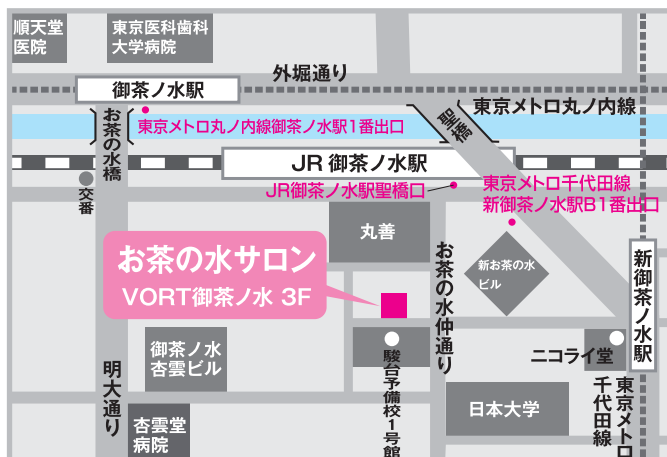 順天堂
医院
東京医科歯科
大学病院
外堀通り
御茶ノ水駅
東京メトロ丸ノ内線
お茶の水橋
東京メトロ丸ノ内線御茶ノ水駅1番出口
聖橋
JR 御茶ノ水駅
交番
JR御茶ノ水駅聖橋口
東京メトロ千代田線
新御茶ノ水駅B1番出口
丸善
お茶の水サロン
VORT御茶ノ水 3F
お茶の水仲通り
新お茶の水
ビル
新御茶ノ水駅
御茶ノ水
杏雲ビル
明大通り
駿台予備校1号館
ニコライ堂
東京メトロ
千代田線
日本大学
杏雲堂
病院